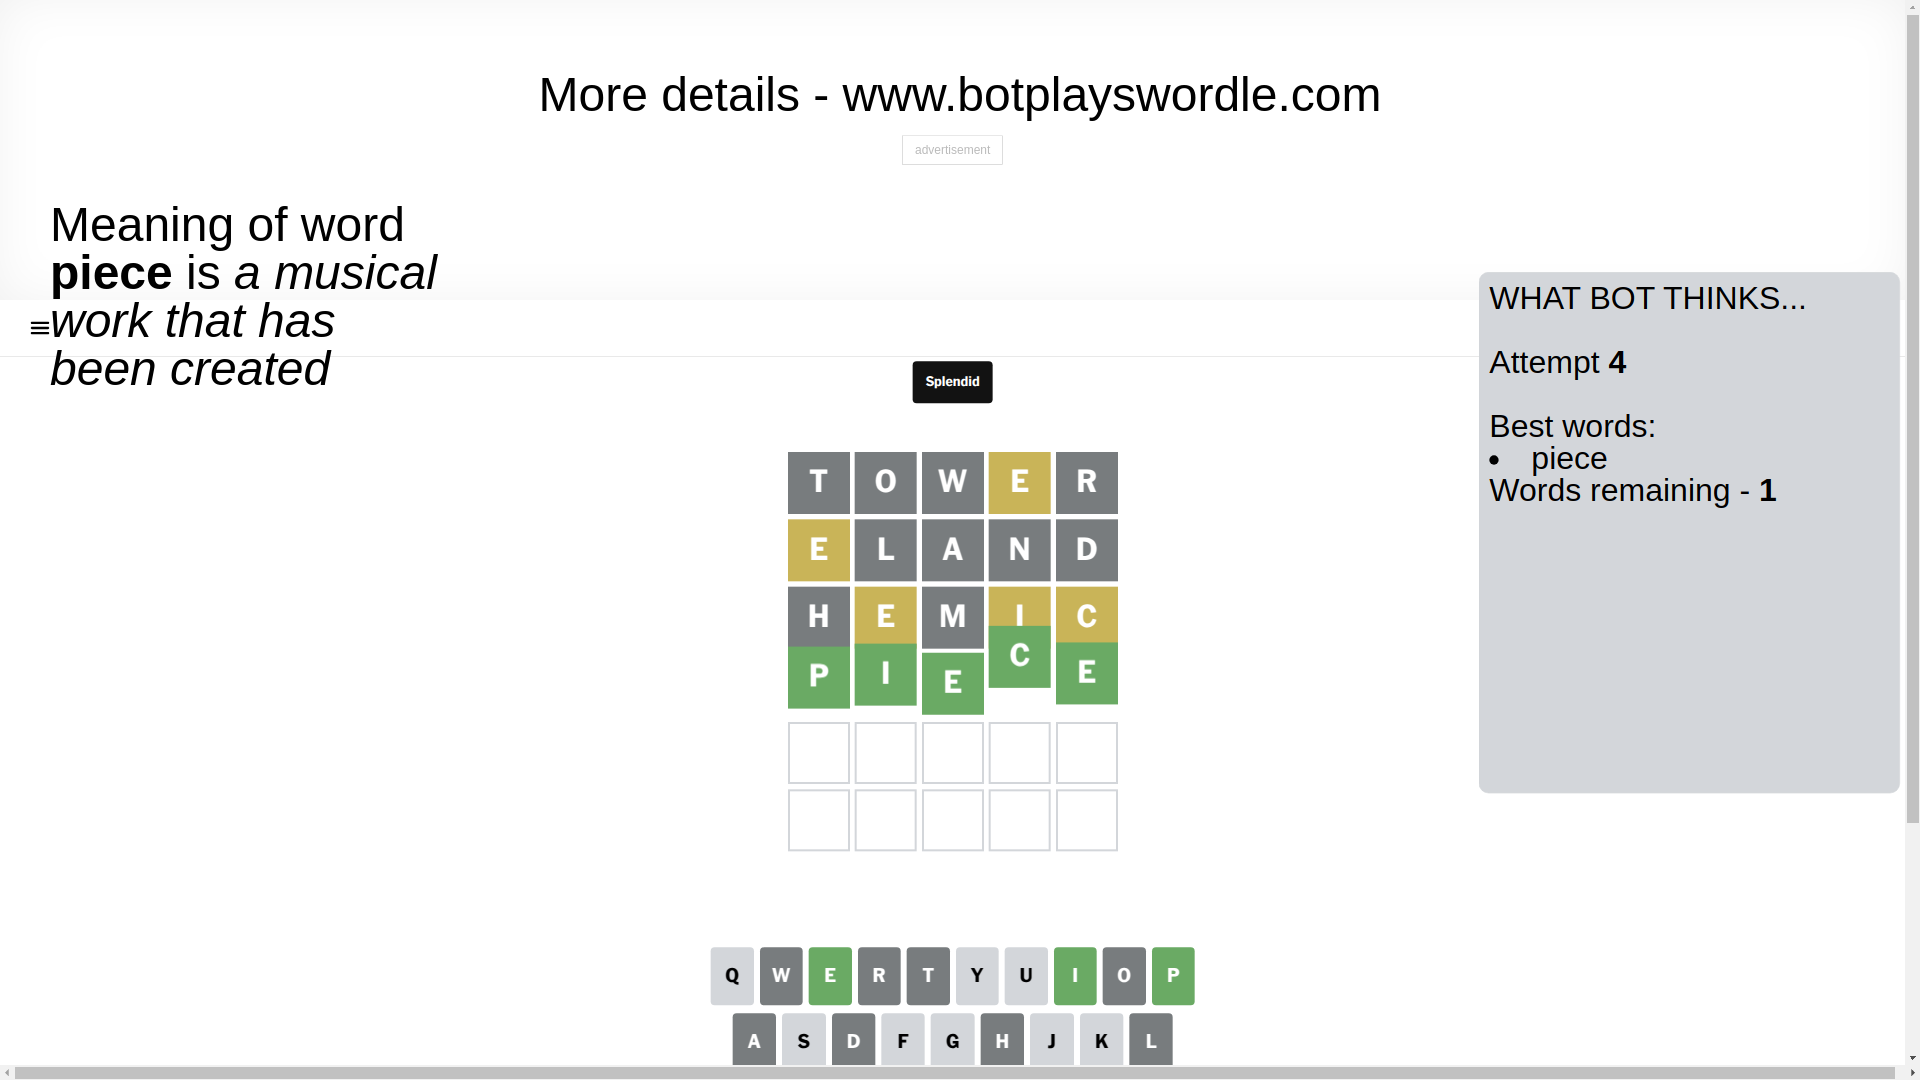 More details - www.botplayswordle.com
advertisement
Meaning of word
piece is a musical
work that has
been created
WHAT BOT THINKS...
Attempt 4
Best words:
• piece
Words remaining - 1
Splendid
T O W E R
E L A N D
H E M I C
P I E C E
Q W E R T Y U I O P
A S D F G H J K L